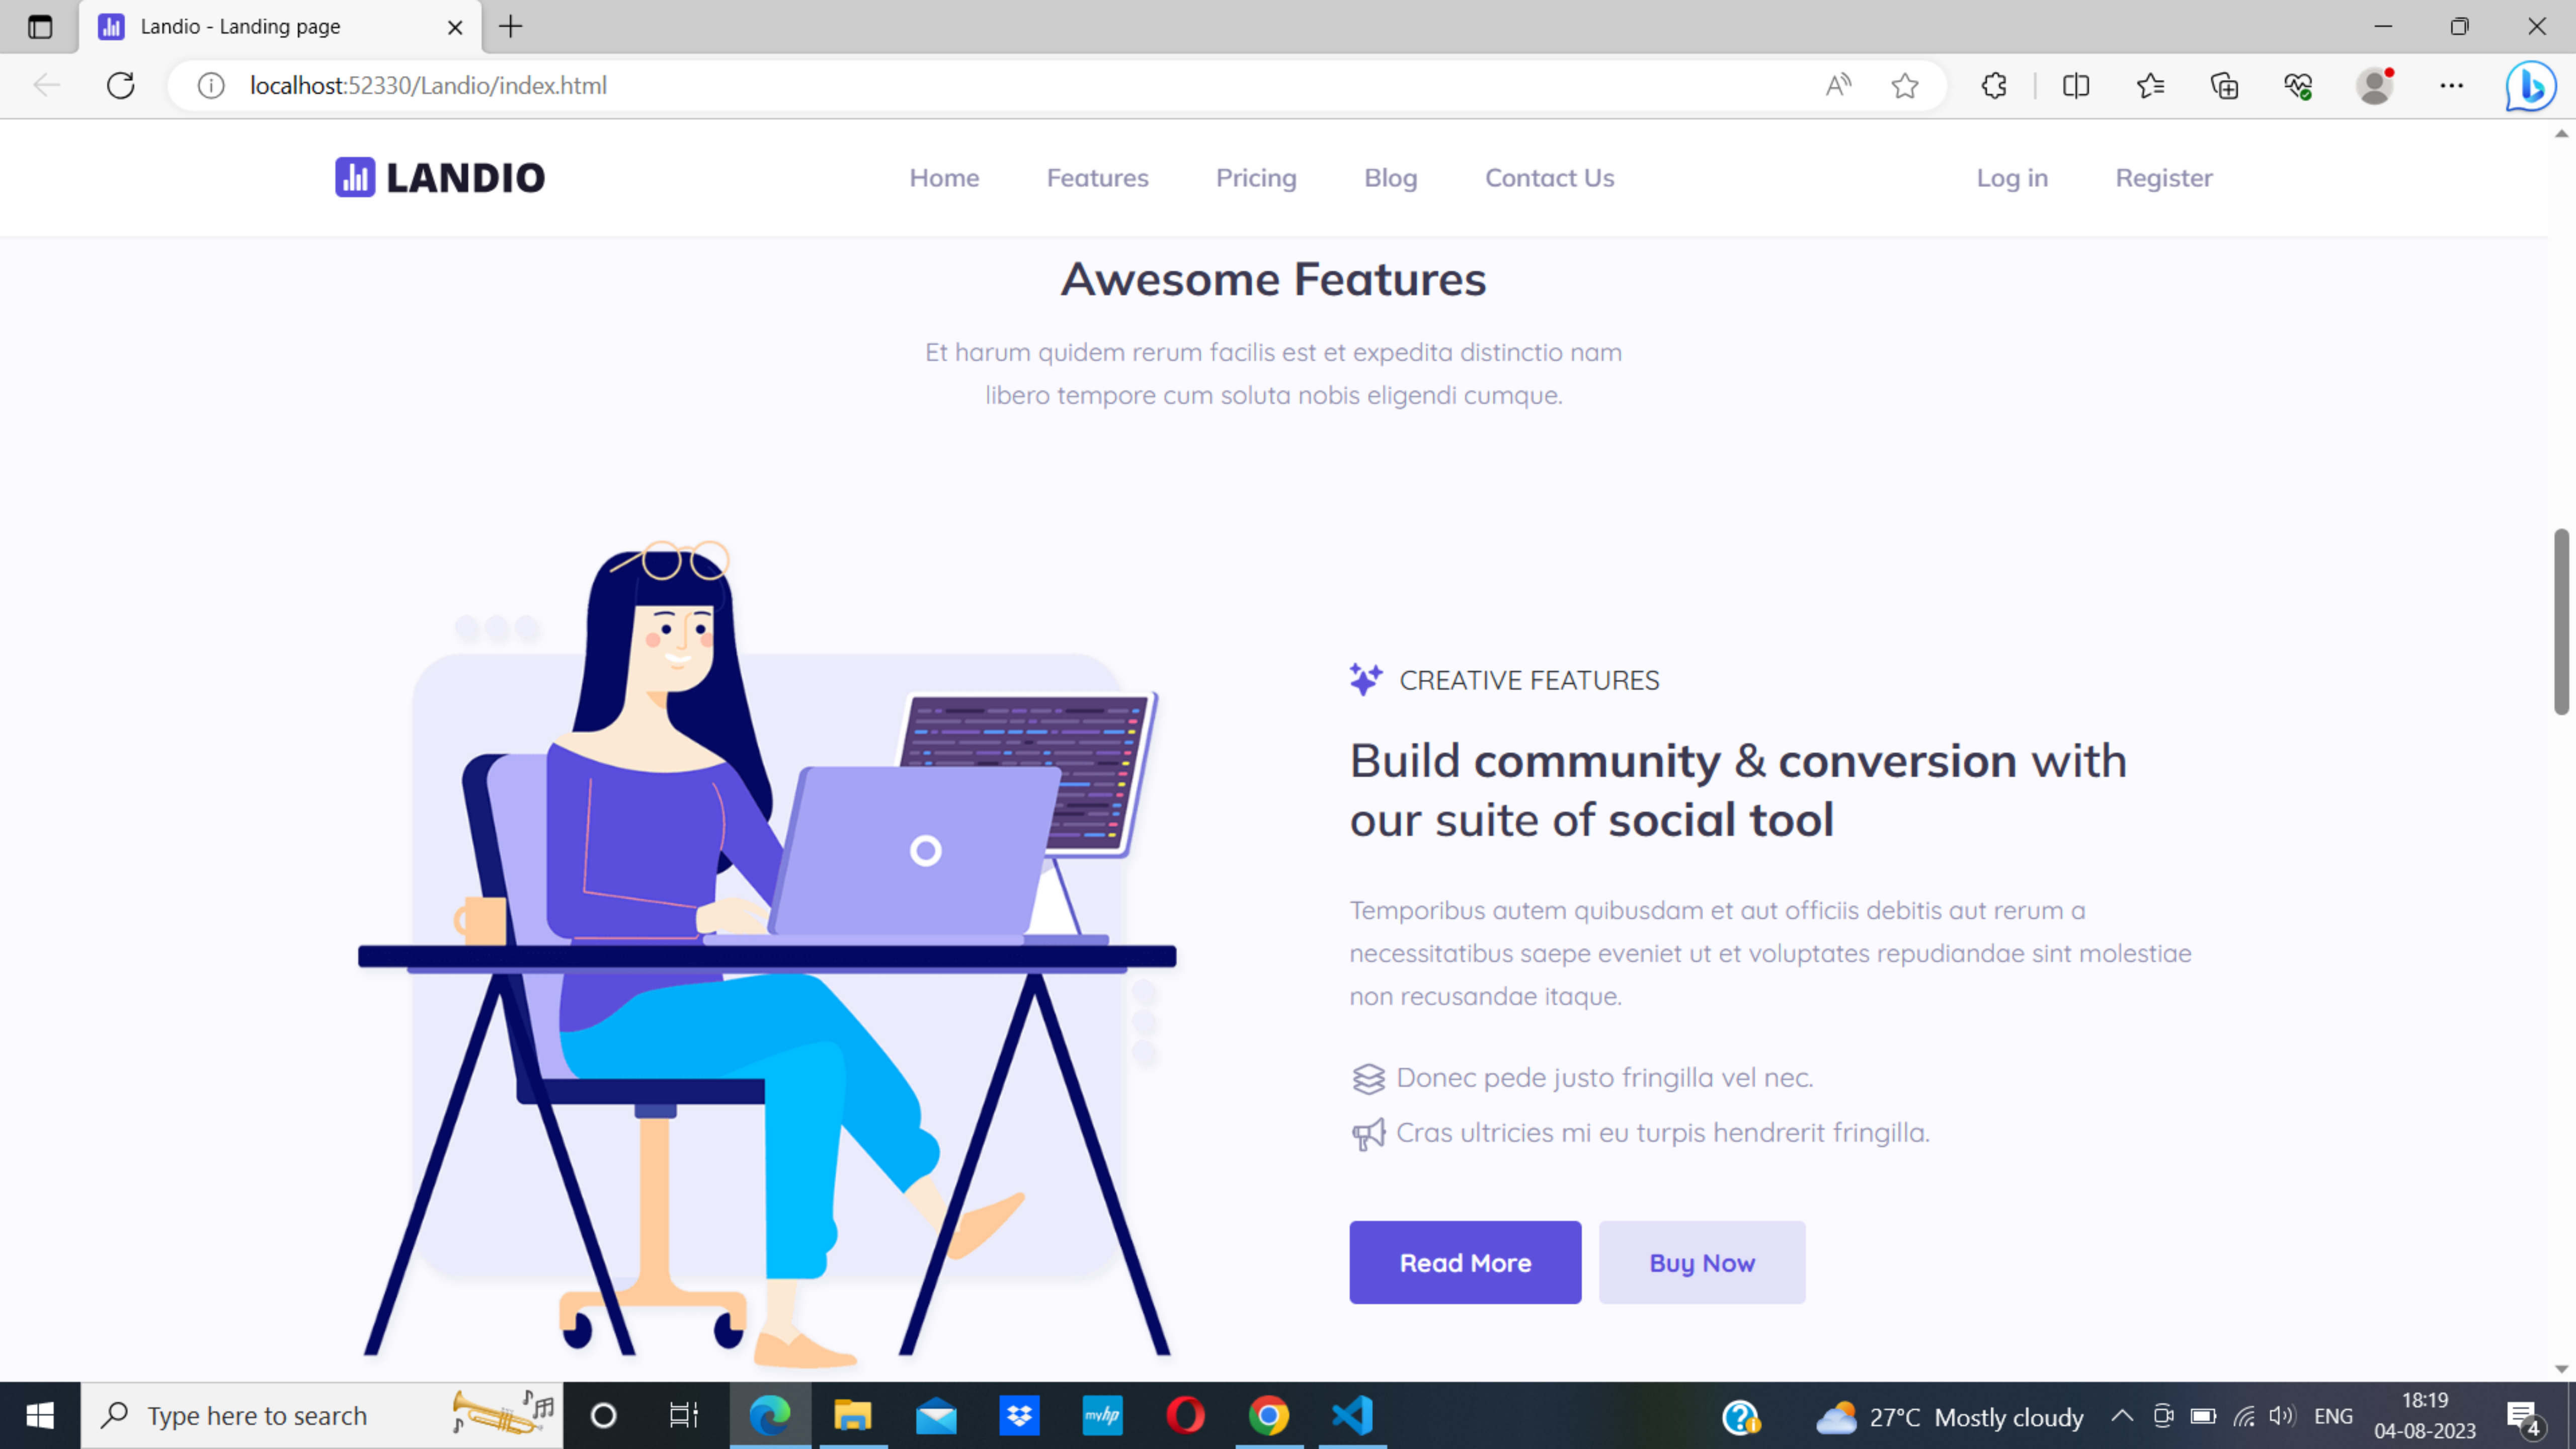 Landio - Landing page
localhost:52330/Landio/index.html
LANDIO
Home Features Pricing Blog Contact Us Log in Register
Awesome Features
Et harum quidem rerum facilis est et expedita distinctio nam
libero tempore cum soluta nobis eligendi cumque.
CREATIVE FEATURES
Build community & conversion with
our suite of social tool
Temporibus autem quibusdam et aut officiis debitis aut rerum a
necessitatibus saepe eveniet ut et voluptates repudiandae sint molestiae
non recusandae itaque.
Donec pede justo fringilla vel nec.
Cras ultricies mi eu turpis hendrerit fringilla.
Read More Buy Now
Type here to search
myhp
27°C Mostly cloudy
ENG
18:19
04-08-2023
4